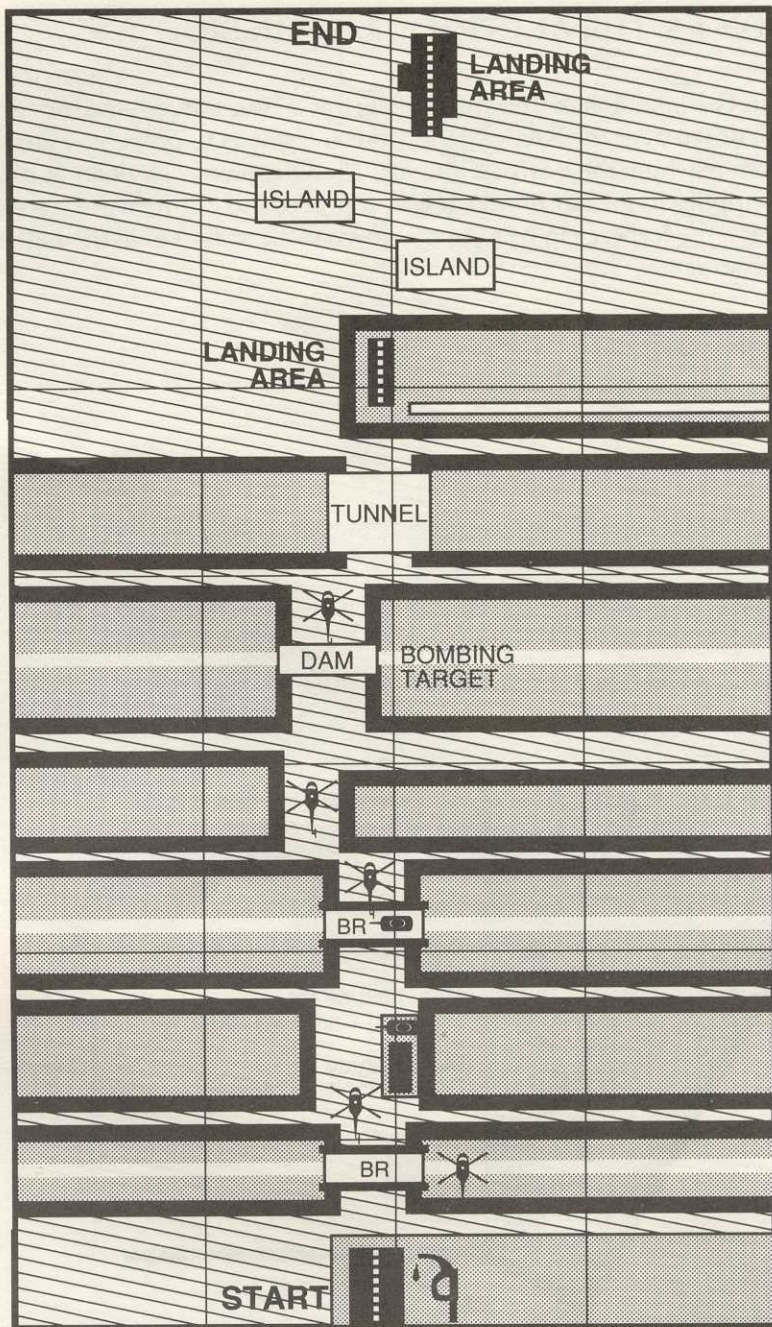 END
LANDING
AREA
ISLAND
ISLAND
LANDING
AREA
TUNNEL
DAM
BOMBING
TARGET
BR
BR
START